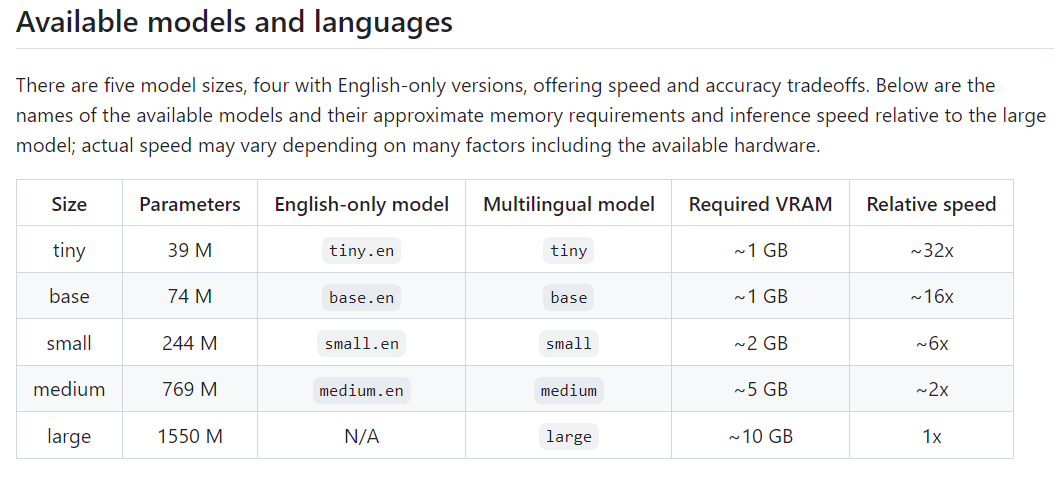 Available models and languages
There are five model sizes, four with English-only versions, offering speed and accuracy tradeoffs. Below are the
names of the available models and their approximate memory requirements and inference speed relative to the large
model; actual speed may vary depending on many factors including the available hardware.
Size Parameters English-only model Multilingual model Required VRAM Relative speed
tiny 39 M tiny.en tiny ~1 GB ~32x
base 74 M base.en base ~1 GB ~16x
small 244 M small.en small ~2 GB ~6x
medium 769 M medium.en medium ~5 GB ~2x
large 1550 M N/A large ~10 GB 1x